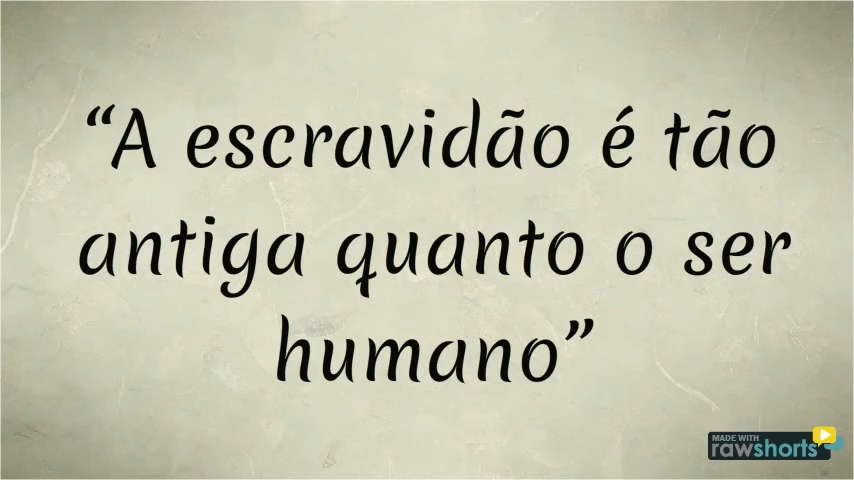 “A escravidão é tão
antiga quanto o ser
humano”
MADE WITH
rawshorts